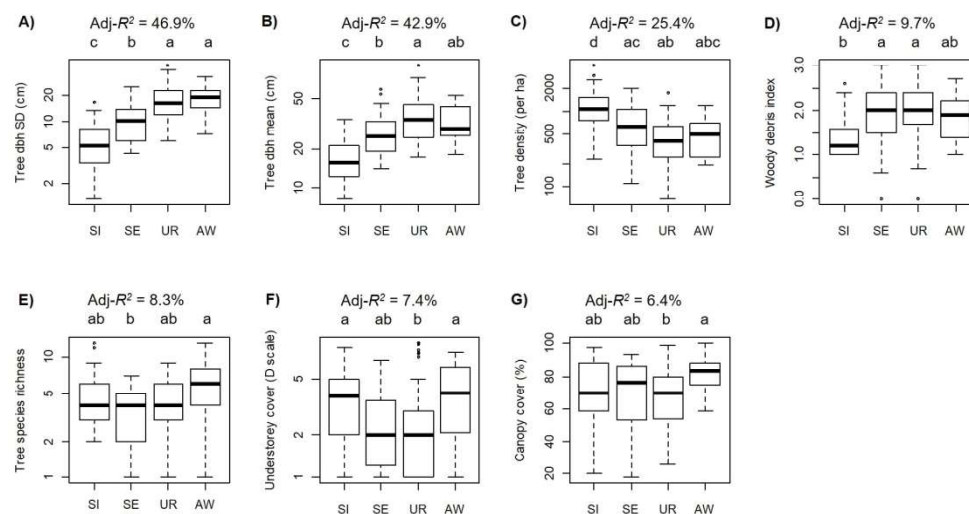 A) Adj-R² = 46.9%
c b a a
Tree dbh SD (cm)
20
10
5
2
SI SE UR AW
B) Adj-R² = 42.9%
c b a ab
Tree dbh mean (cm)
50
20
10
SI SE UR AW
C) Adj-R² = 25.4%
d ac ab abc
Tree density (per ha)
2000
500
100
SI SE UR AW
D) Adj-R² = 9.7%
b a a ab
Woody debris index
3.0
2.0
1.0
0.0
SI SE UR AW
E) Adj-R² = 8.3%
ab b ab a
Tree species richness
10
5
2
1
SI SE UR AW
F) Adj-R² = 7.4%
a ab b a
Understorey cover (D scale)
5
2
1
SI SE UR AW
G) Adj-R² = 6.4%
ab ab b a
Canopy cover (%)
100
80
60
40
20
SI SE UR AW